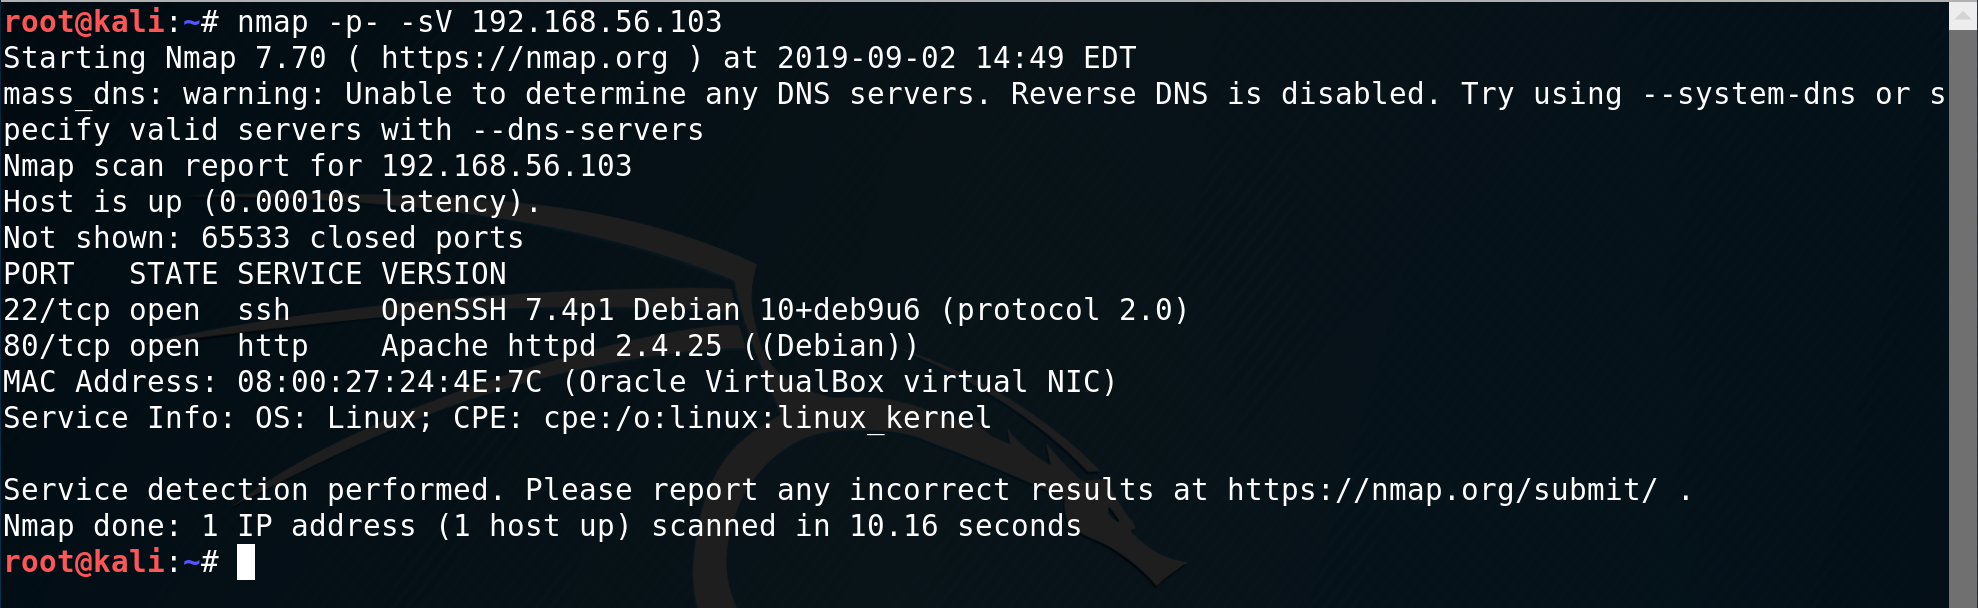 root@kali:~# nmap -p- -sV 192.168.56.103
Starting Nmap 7.70 ( https://nmap.org ) at 2019-09-02 14:49 EDT
mass_dns: warning: Unable to determine any DNS servers. Reverse DNS is disabled. Try using --system-dns or s
pecify valid servers with --dns-servers
Nmap scan report for 192.168.56.103
Host is up (0.00010s latency).
Not shown: 65533 closed ports
PORT   STATE SERVICE VERSION
22/tcp open  ssh     OpenSSH 7.4p1 Debian 10+deb9u6 (protocol 2.0)
80/tcp open  http    Apache httpd 2.4.25 ((Debian))
MAC Address: 08:00:27:24:4E:7C (Oracle VirtualBox virtual NIC)
Service Info: OS: Linux; CPE: cpe:/o:linux:linux_kernel

Service detection performed. Please report any incorrect results at https://nmap.org/submit/ .
Nmap done: 1 IP address (1 host up) scanned in 10.16 seconds
root@kali:~#